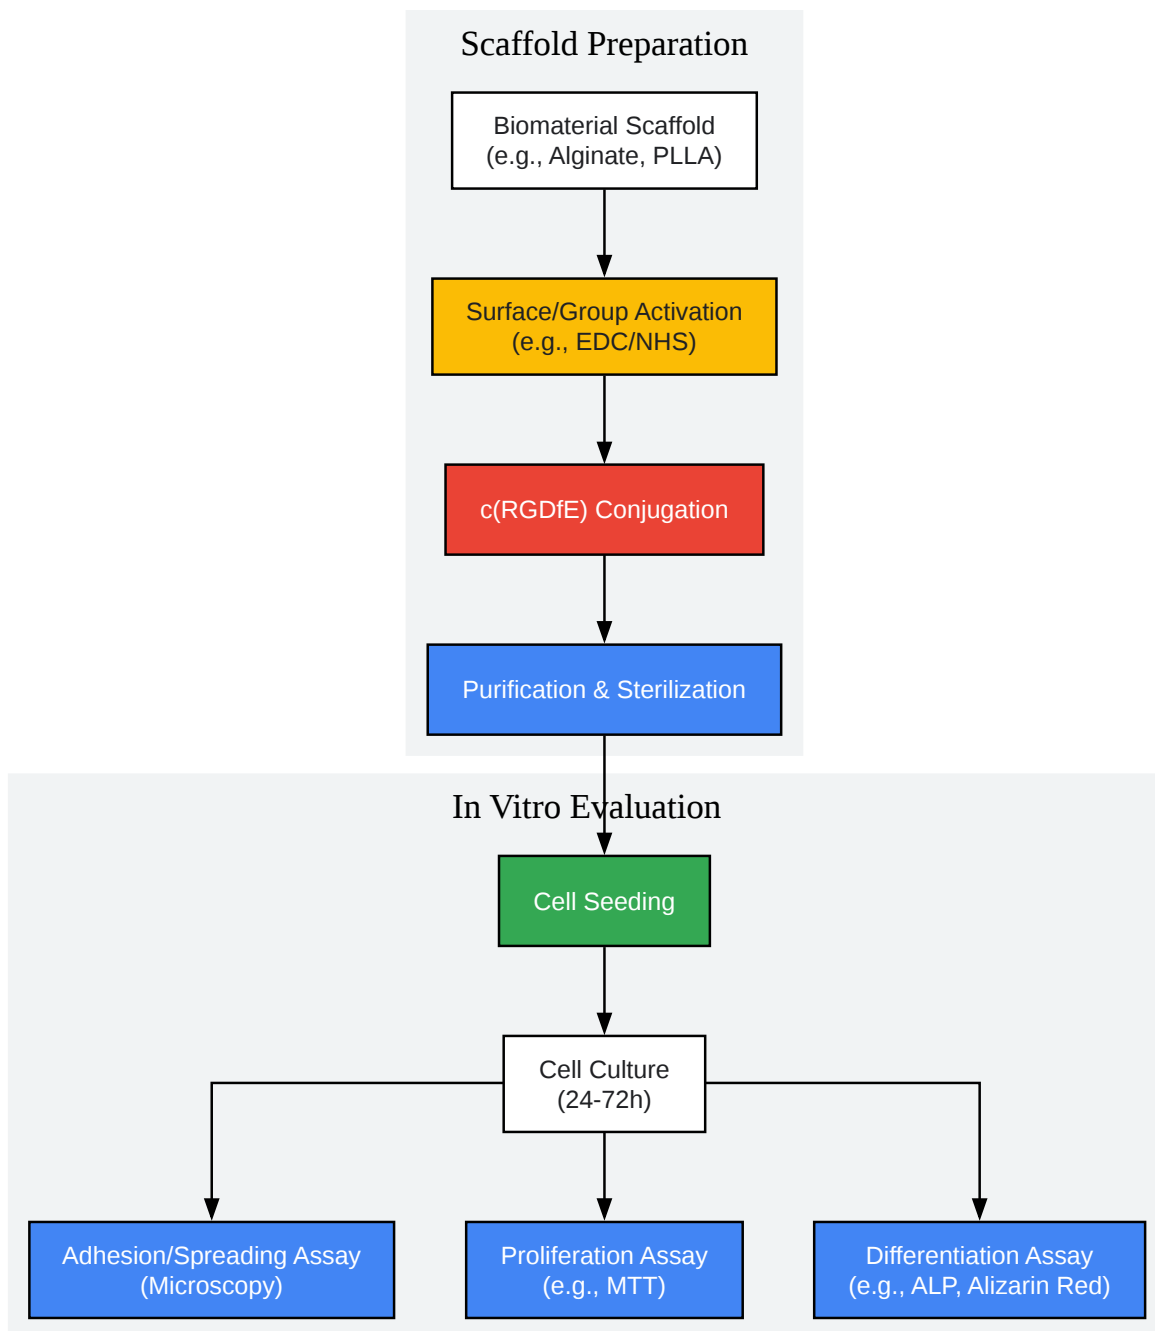 Scaffold Preparation
Biomaterial Scaffold
(e.g., Alginate, PLLA)
Surface/Group Activation
(e.g., EDC/NHS)
c(RGDfE) Conjugation
Purification & Sterilization
In Vitro Evaluation
Cell Seeding
Cell Culture
(24-72h)
Adhesion/Spreading Assay
(Microscopy)
Proliferation Assay
(e.g., MTT)
Differentiation Assay
(e.g., ALP, Alizarin Red)